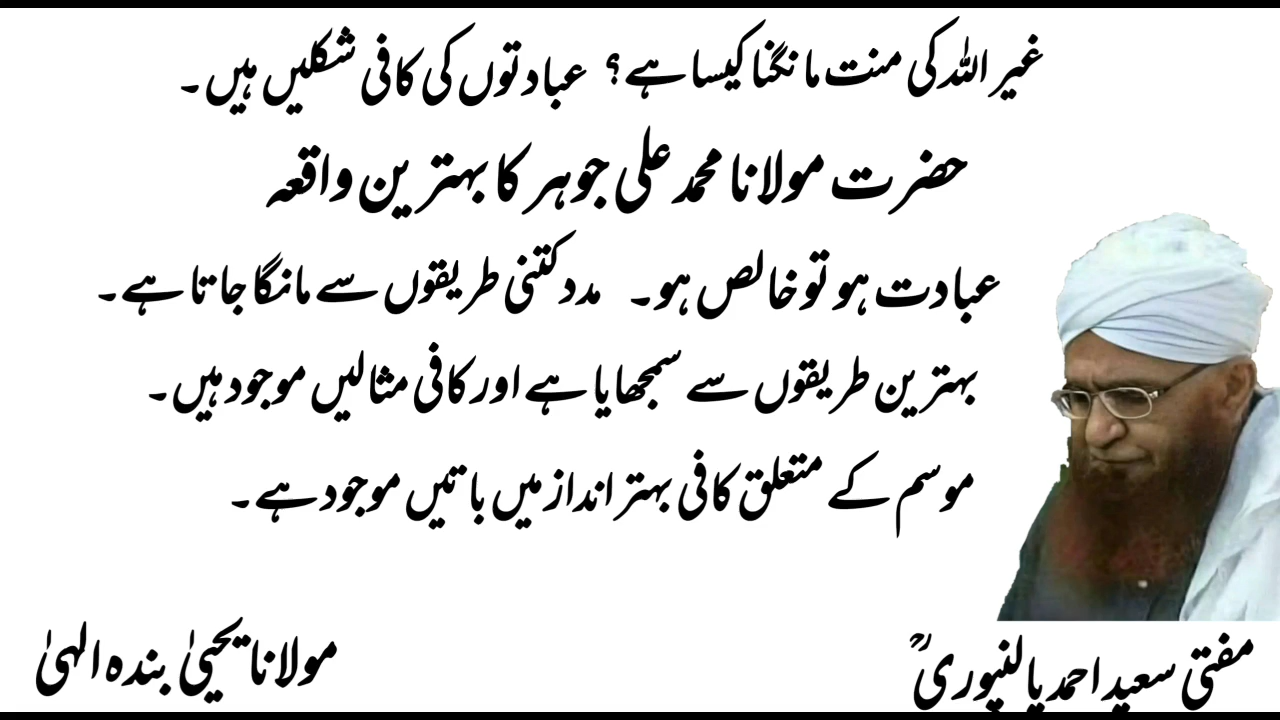 غیر اللہ کی منت مانگنا کیسا ہے؟ عبادتوں کی کافی شکلیں ہیں۔
حضرت مولانا محمد علی جوہر کا بہترین واقعہ
عبادت ہو تو خالص ہو۔ مدد کتنی طریقوں سے مانگا جاتا ہے۔
بہترین طریقوں سے سمجھایا ہے اور کافی مثالیں موجود ہیں۔
موسم کے متعلق کافی بہتر انداز میں باتیں موجود ہے۔
مفتی سعید احمد پالنپوریؒ
مولانا یحییٰ بندہ الہیٰ